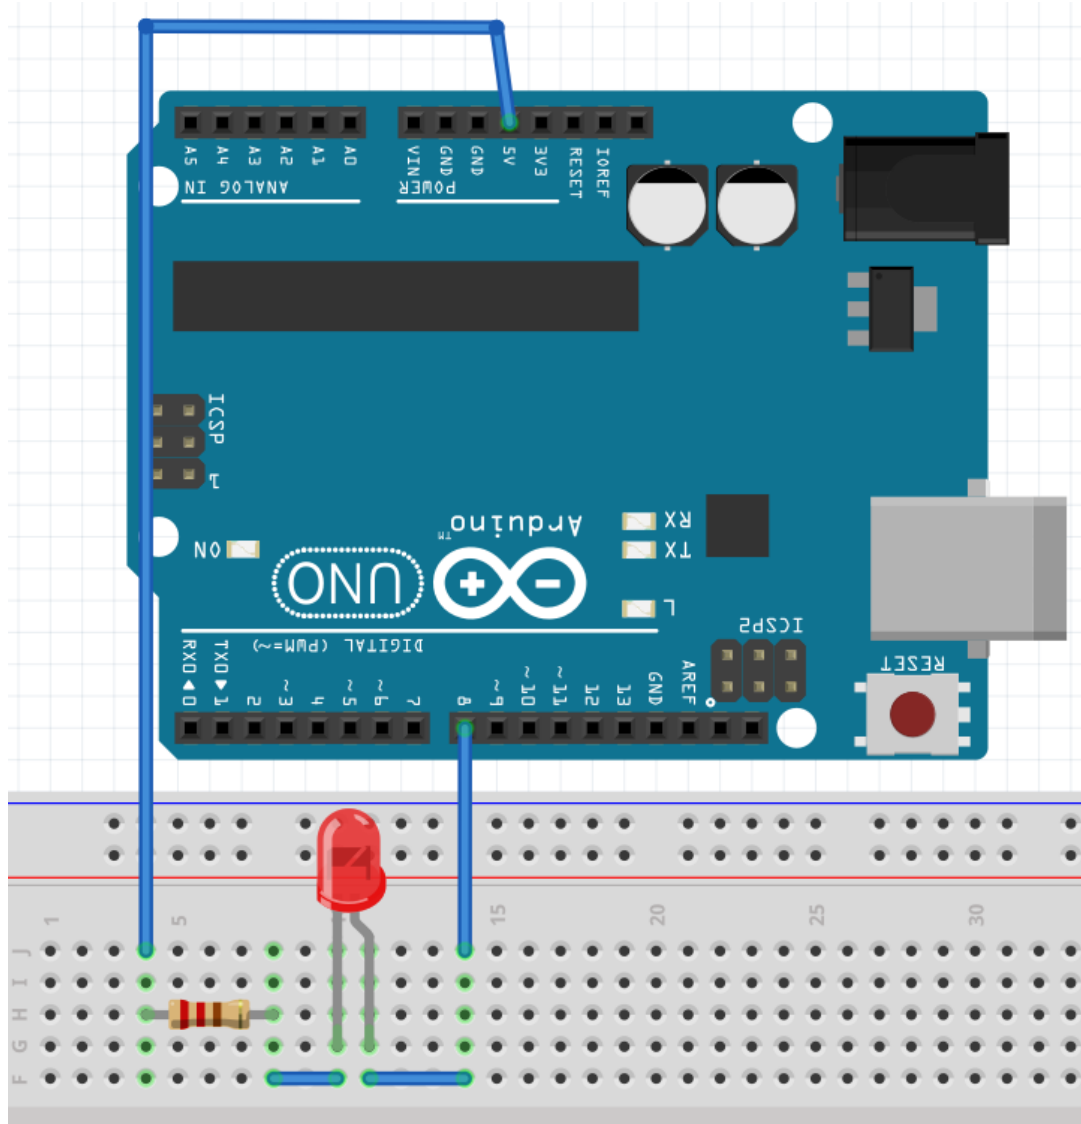 A5 A4 A3 A2 A1 A0
VIN GND GND 5V 3V3 RESET IOREF
ANALOG IN
POWER
ICSP
1
RX
Arduino™
TX
ON
UNO
L
DIGITAL (PWM=~)
ICSP2
RESET
RX0◀0 TX0▶1 2 ~3 4 ~5 ~6 7 8 ~9 ~10 ~11 12 13 GND AREF
1 5 15 20 25 30
J
I
H
G
F